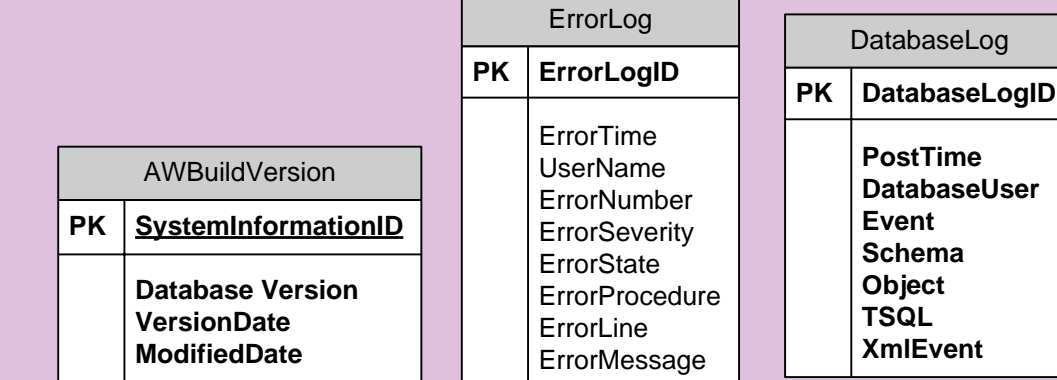 AWBuildVersion
PK SystemInformationID
Database Version
VersionDate
ModifiedDate
ErrorLog
PK ErrorLogID
ErrorTime
UserName
ErrorNumber
ErrorSeverity
ErrorState
ErrorProcedure
ErrorLine
ErrorMessage
DatabaseLog
PK DatabaseLogID
PostTime
DatabaseUser
Event
Schema
Object
TSQL
XmlEvent